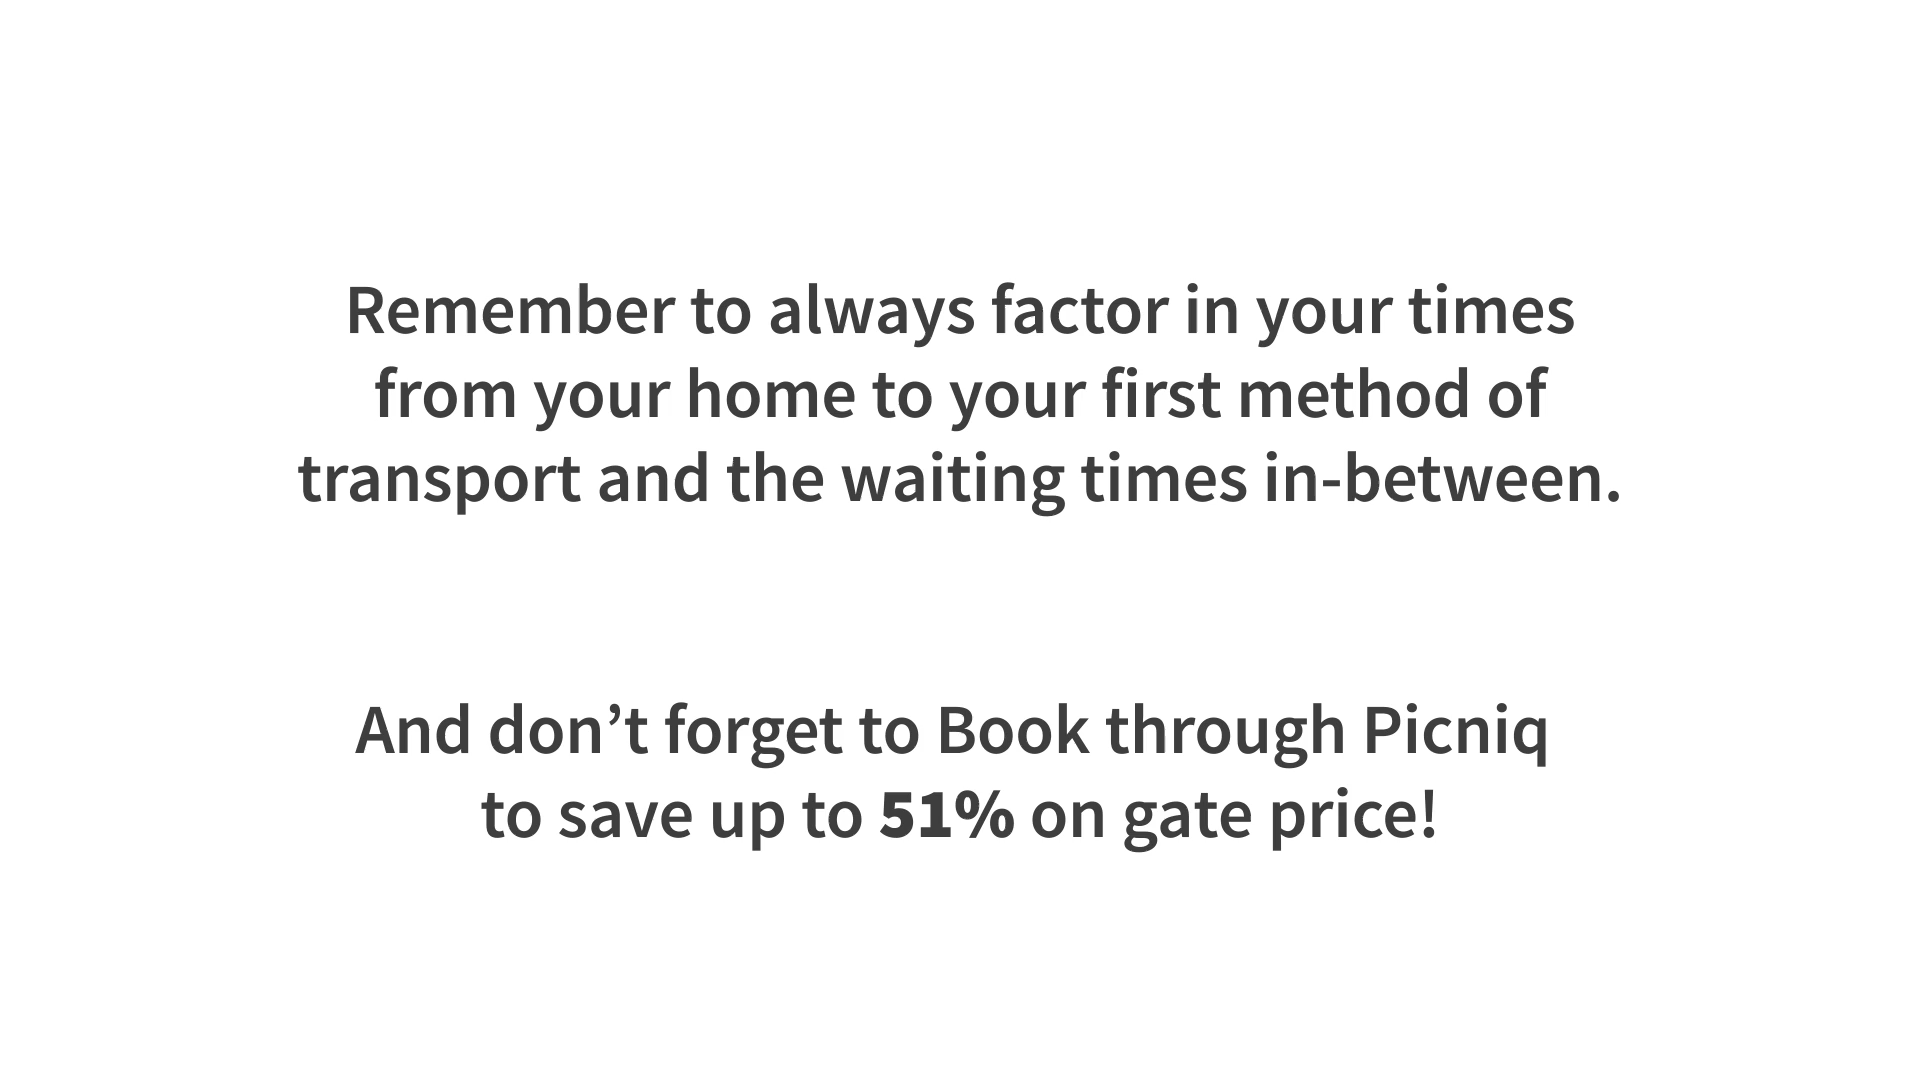 Remember to always factor in your times
from your home to your first method of
transport and the waiting times in-between.
And don’t forget to Book through Picniq
to save up to 51% on gate price!